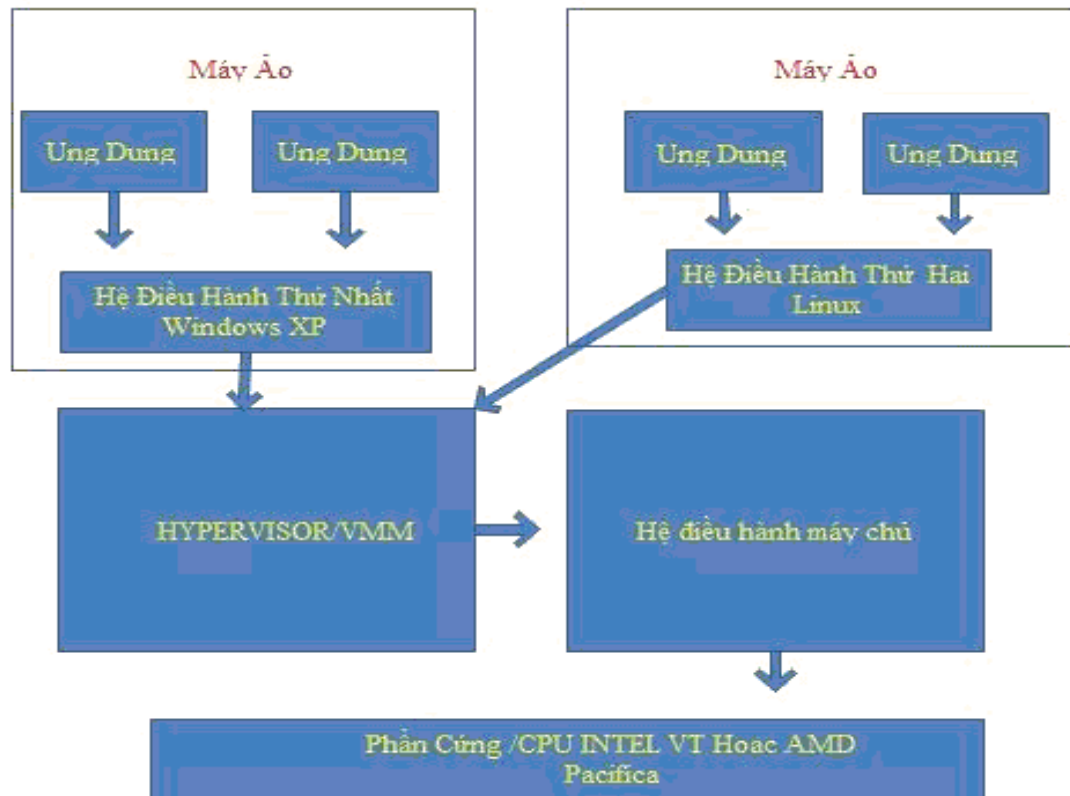 Máy Ảo
Máy Ảo
Ung Dung
Ung Dung
Ung Dung
Ung Dung
Hệ Điều Hành Thứ Nhất
Windows XP
Hệ Điều Hành Thứ Hai
Linux
HYPERVISOR/VMM
Hệ điều hành máy chủ
Phần Cứng /CPU INTEL VT Hoac AMD
Pacifica